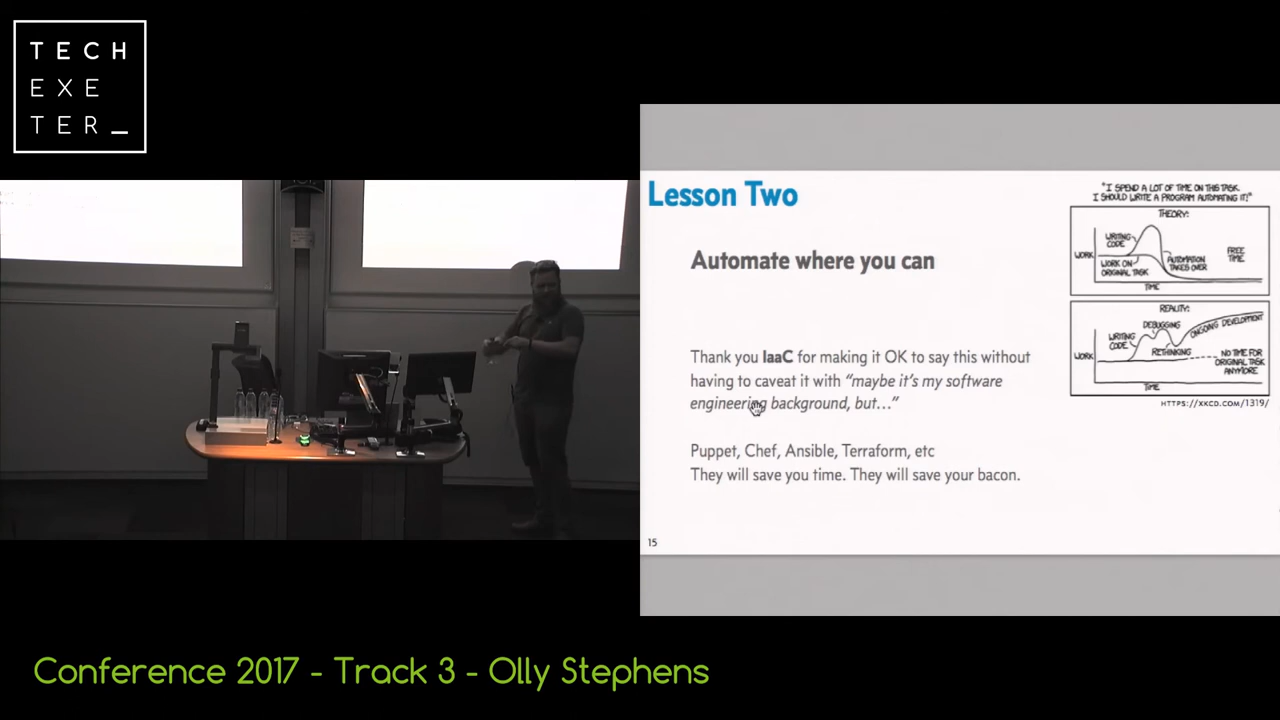 TECH
EXE
TER_
Lesson Two
Automate where you can
Thank you IaaC for making it OK to say this without
having to caveat it with “maybe it’s my software
engineering background, but...”
Puppet, Chef, Ansible, Terraform, etc
They will save you time. They will save your bacon.
15
"I SPEND A LOT OF TIME ON THIS TASK.
I SHOULD WRITE A PROGRAM AUTOMATING IT!"
THEORY:
WRITING
CODE
WORK
WORK ON
ORIGINAL TASK
AUTOMATION
TAKES OVER
FREE
TIME
TIME
REALITY:
WRITING
CODE
DEBUGGING
RETHINKING
ONGOING DEVELOPMENT
WORK
NO TIME FOR
ORIGINAL TASK
ANYMORE
TIME
HTTPS://XKCD.COM/1319/
Conference 2017 - Track 3 - Olly Stephens